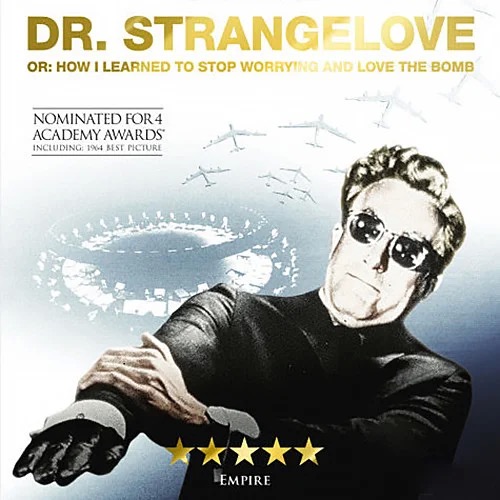 DR. STRANGELOVE
OR: HOW I LEARNED TO STOP WORRYING AND LOVE THE BOMB
NOMINATED FOR 4
ACADEMY AWARDS®
INCLUDING: 1964 BEST PICTURE
EMPIRE